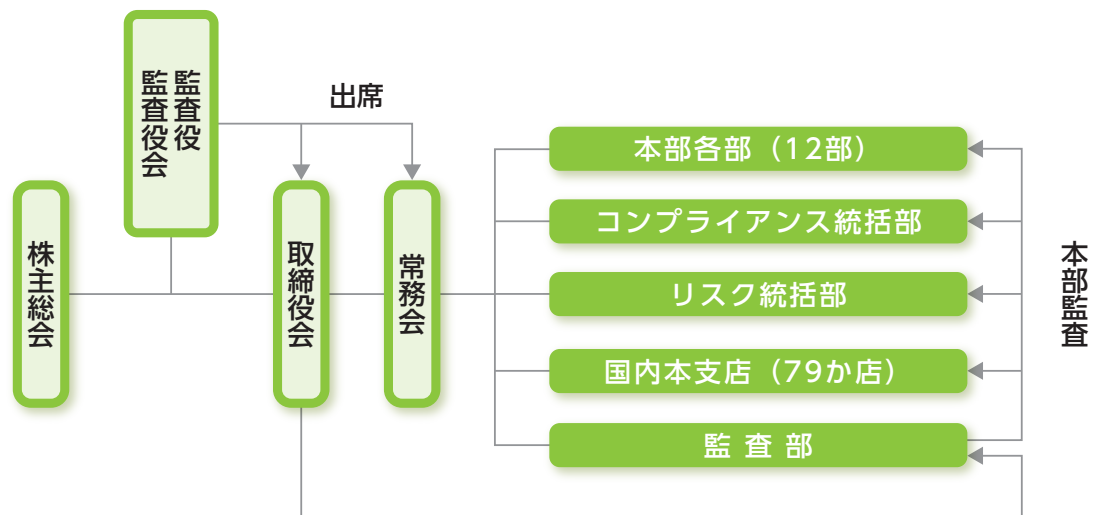 監査役
監査役会
出席
株主総会
取締役会
常務会
本部各部（12部）
コンプライアンス統括部
リスク統括部
国内本支店（79か店）
監査部
本部監査